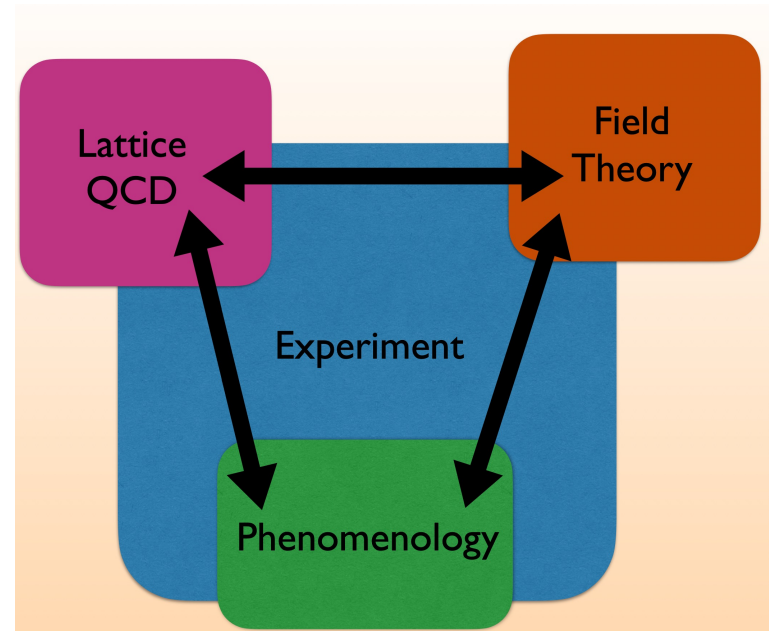 Lattice
QCD
Field
Theory
Experiment
Phenomenology